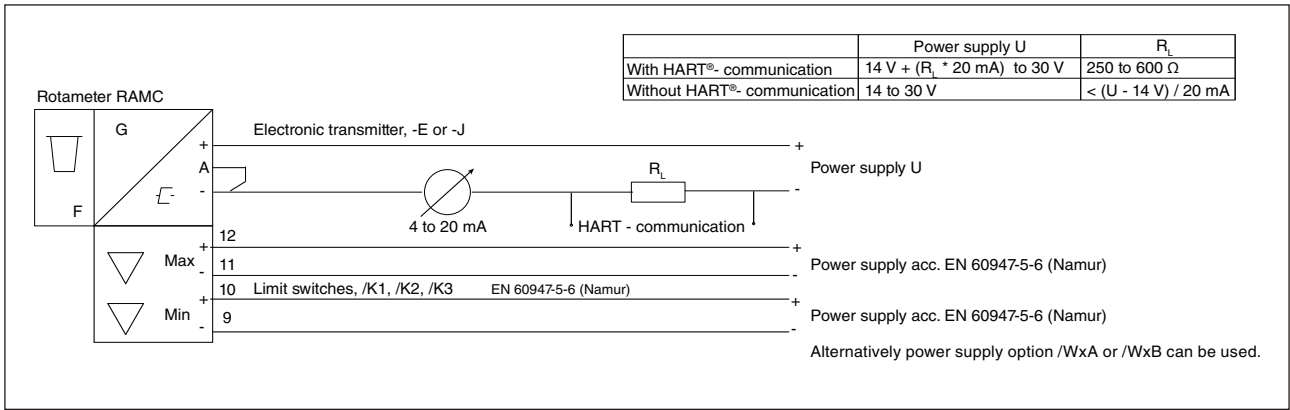 Power supply U R_L
With HART®- communication 14 V + (R_L * 20 mA) to 30 V 250 to 600 Ω
Without HART®- communication 14 to 30 V < (U - 14 V) / 20 mA
Rotameter RAMC
G
Electronic transmitter, -E or -J
+ +
A
R_L
Power supply U
- -
F
4 to 20 mA
HART - communication
12
+ +
Max
11
Power supply acc. EN 60947-5-6 (Namur)
- -
10 Limit switches, /K1, /K2, /K3 EN 60947-5-6 (Namur)
+ +
Min
9
Power supply acc. EN 60947-5-6 (Namur)
- -
Alternatively power supply option /WxA or /WxB can be used.